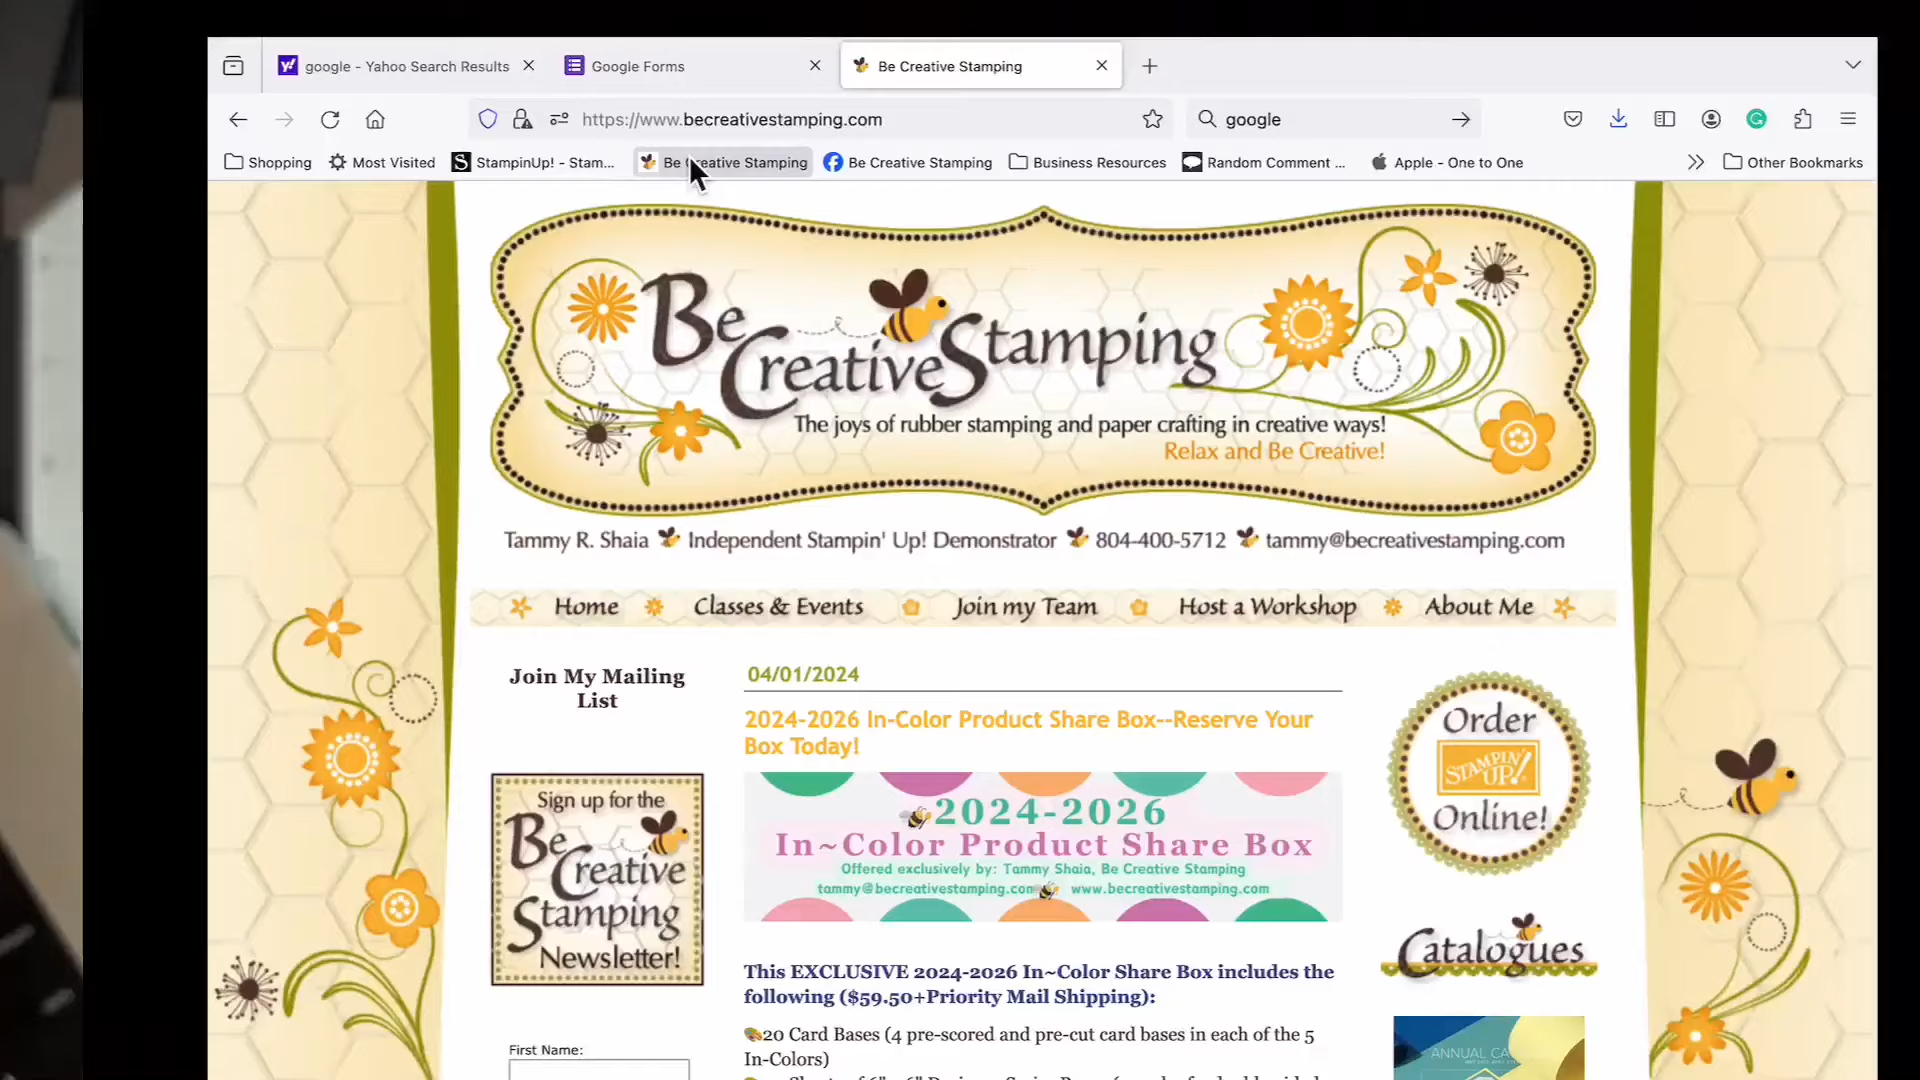 google - Yahoo Search Results
Google Forms
Be Creative Stamping
https://www.becreativestamping.com
google
Shopping
Most Visited
StampinUp! - Stam...
Be Creative Stamping
Be Creative Stamping
Business Resources
Random Comment ...
Apple - One to One
Other Bookmarks
Be
Creative Stamping
The joys of rubber stamping and paper crafting in creative ways!
Relax and Be Creative!
Tammy R. Shaia Independent Stampin' Up! Demonstrator 804-400-5712 tammy@becreativestamping.com
Home Classes & Events Join my Team Host a Workshop About Me
Join My Mailing
List
Sign up for the
Be
Creative
Stamping
Newsletter!
First Name:
04/01/2024
2024-2026 In-Color Product Share Box--Reserve Your
Box Today!
2024-2026
In~Color Product Share Box
Offered exclusively by: Tammy Shaia, Be Creative Stamping
tammy@becreativestamping.com www.becreativestamping.com
This EXCLUSIVE 2024-2026 In~Color Share Box includes the
following ($59.50+Priority Mail Shipping):
20 Card Bases (4 pre-scored and pre-cut card bases in each of the 5
In-Colors)
Order
STAMPIN' UP!
Online!
Catalogues
ANNUAL CA